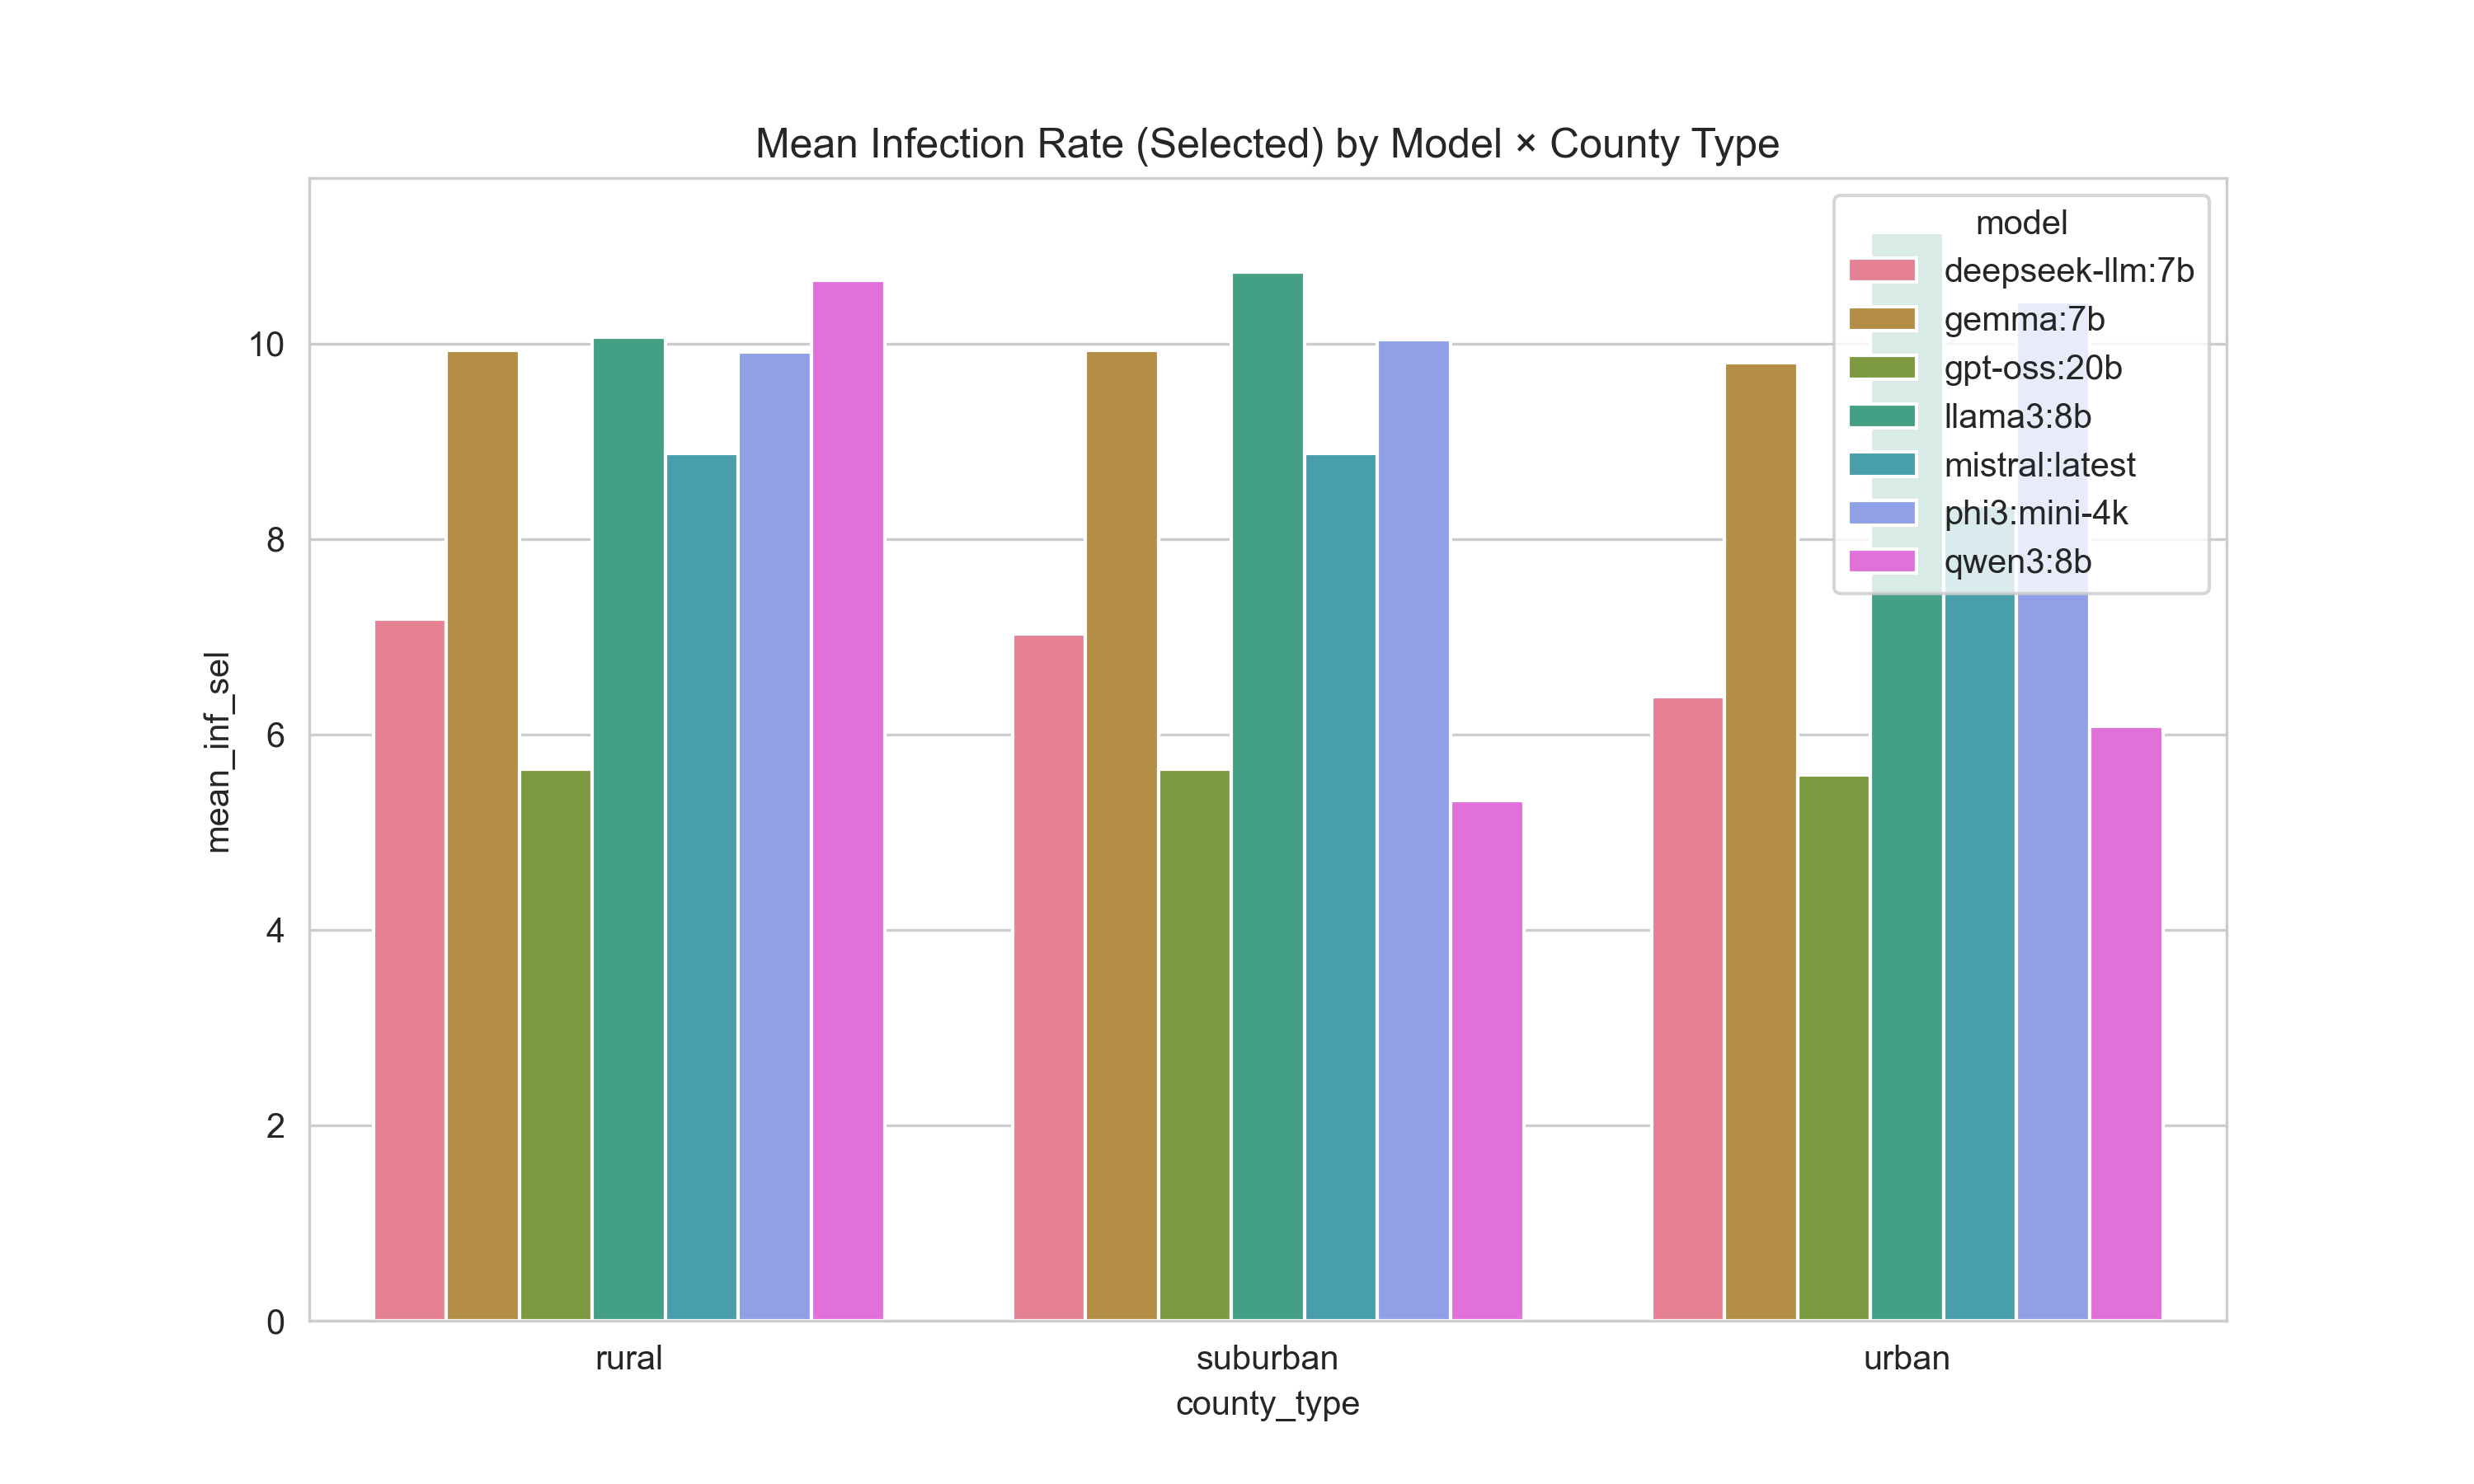 Mean Infection Rate (Selected) by Model × County Type
model
deepseek-llm:7b
gemma:7b
gpt-oss:20b
llama3:8b
mistral:latest
phi3:mini-4k
qwen3:8b
mean_inf_sel
10
8
6
4
2
0
rural
suburban
urban
county_type